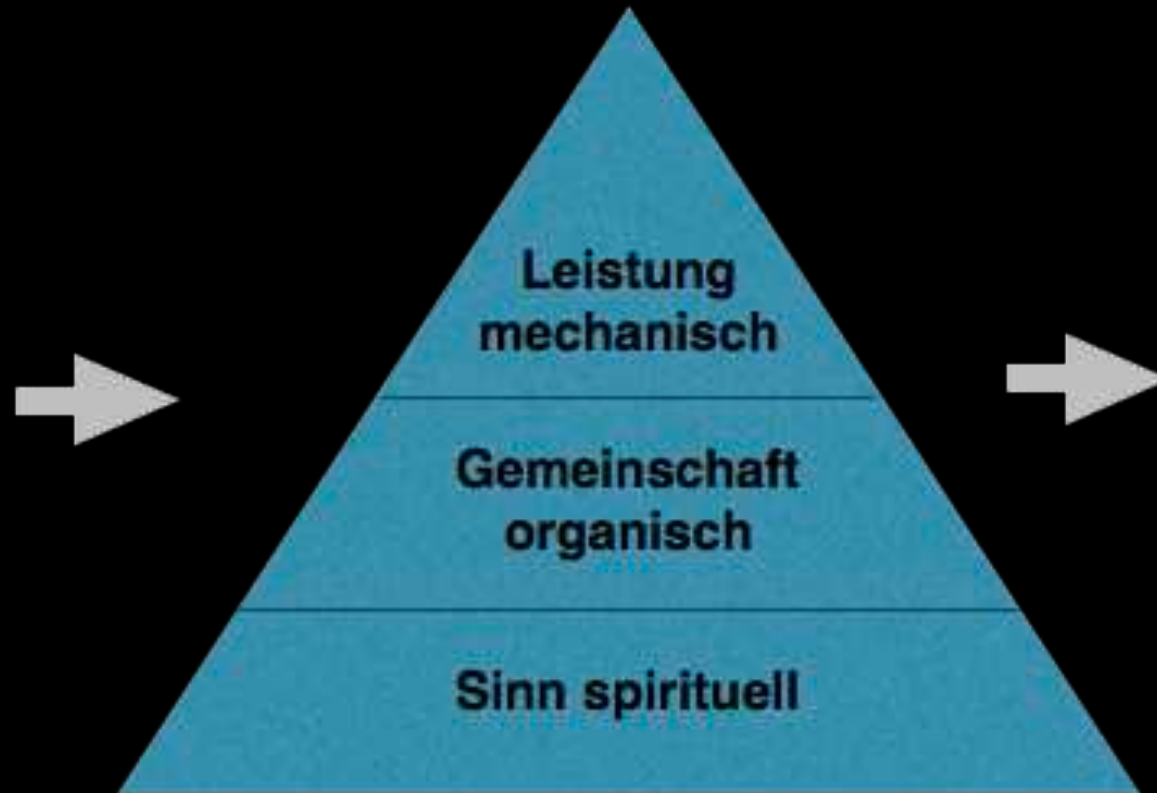 Leistung
mechanisch
Gemeinschaft
organisch
Sinn spirituell